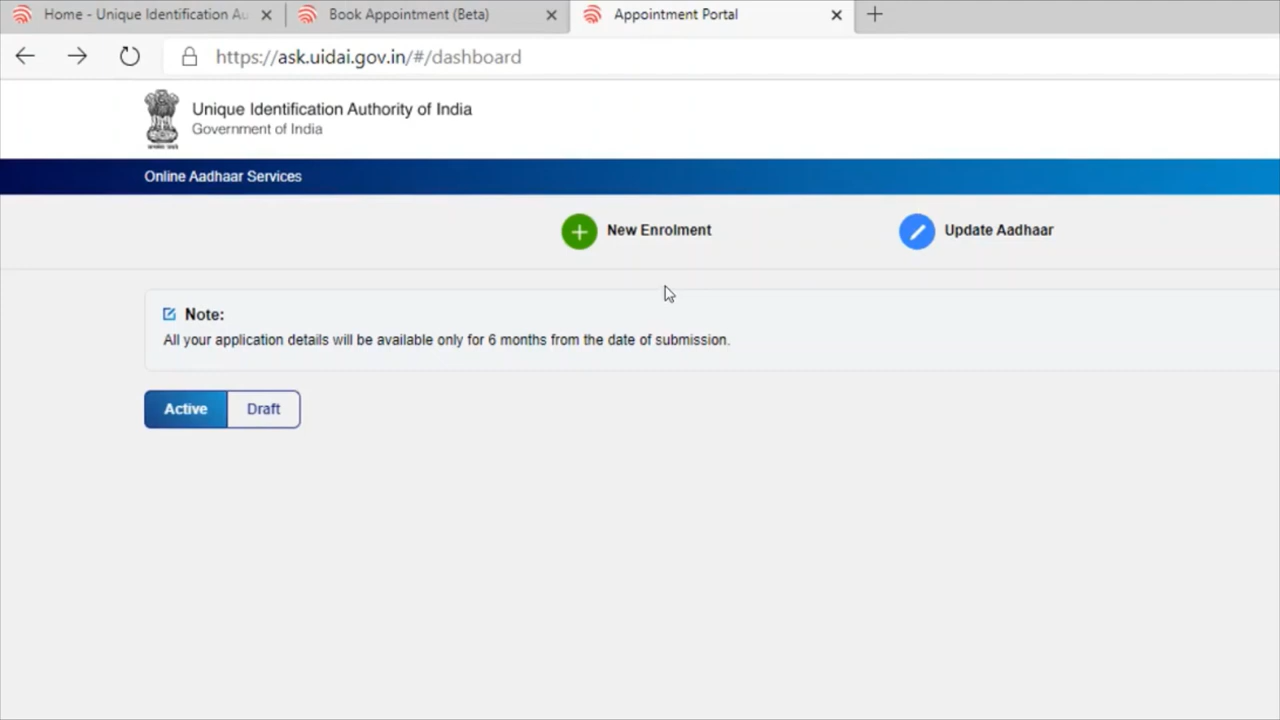 Home - Unique Identification Au
Book Appointment (Beta)
Appointment Portal
https://ask.uidai.gov.in/#/dashboard
Unique Identification Authority of India
Government of India
Online Aadhaar Services
New Enrolment
Update Aadhaar
Note:
All your application details will be available only for 6 months from the date of submission.
Active
Draft